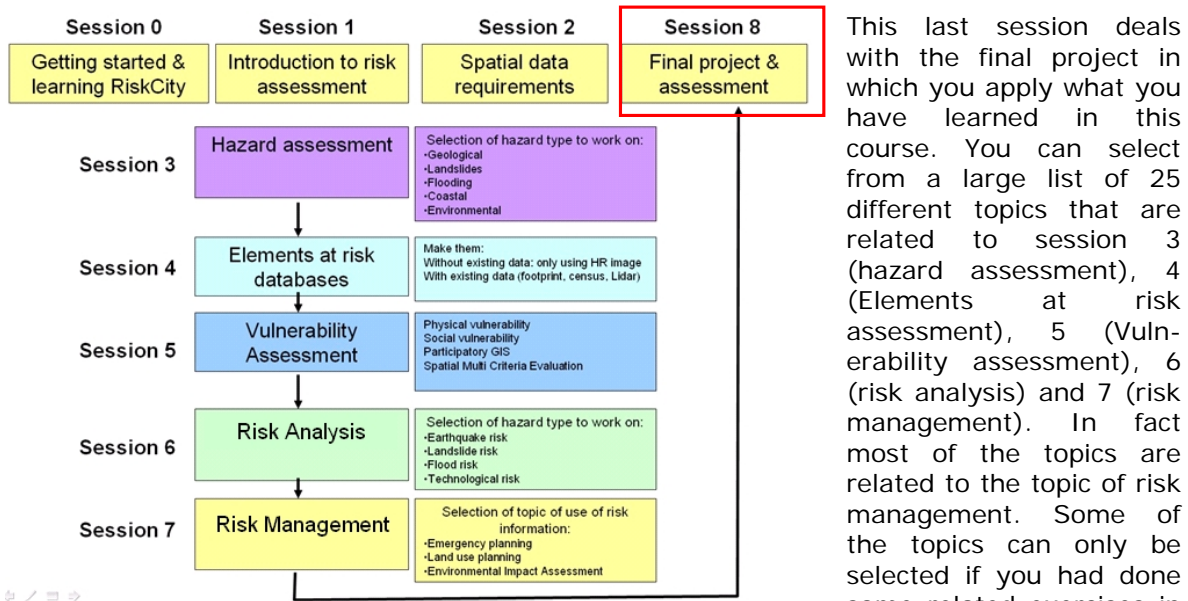 Session 0
Session 1
Session 2
Session 8
Getting started &
learning RiskCity
Introduction to risk
assessment
Spatial data
requirements
Final project &
assessment
Session 3
Hazard assessment
Selection of hazard type to work on:
•Geological
•Landslides
•Flooding
•Coastal
•Environmental
Session 4
Elements at risk
databases
Make them:
Without existing data: only using HR image
With existing data (footprint, census, Lidar)
Session 5
Vulnerability
Assessment
Physical vulnerability
Social vulnerability
Participatory GIS
Spatial Multi Criteria Evaluation
Session 6
Risk Analysis
Selection of hazard type to work on:
•Earthquake risk
•Landslide risk
•Flood risk
•Technological risk
Session 7
Risk Management
Selection of topic of use of risk
information:
•Emergency planning
•Land use planning
•Environmental Impact Assessment
This last session deals
with the final project in
which you apply what you
have learned in this
course. You can select
from a large list of 25
different topics that are
related to session 3
(hazard assessment), 4
(Elements at risk
assessment), 5 (Vuln-
erability assessment), 6
(risk analysis) and 7 (risk
management). In fact
most of the topics are
related to the topic of risk
management. Some of
the topics can only be
selected if you had done